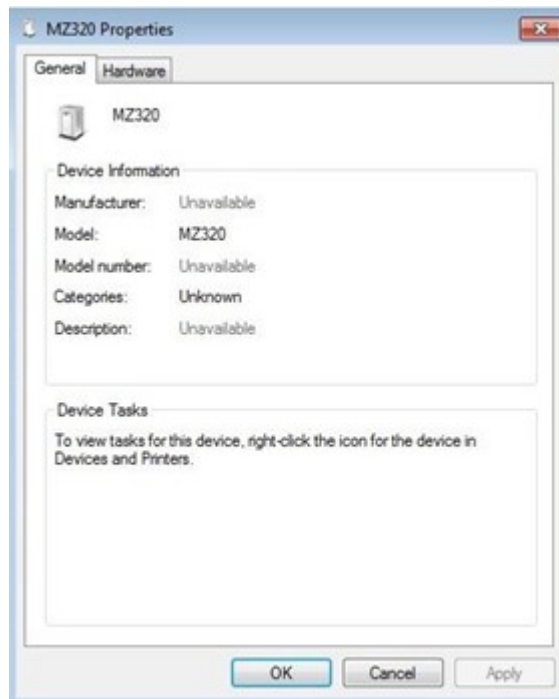 MZ320 Properties
General
Hardware
MZ320
Device Information
Manufacturer: Unavailable
Model: MZ320
Model number: Unavailable
Categories: Unknown
Description: Unavailable
Device Tasks
To view tasks for this device, right-click the icon for the device in
Devices and Printers.
OK Cancel Apply